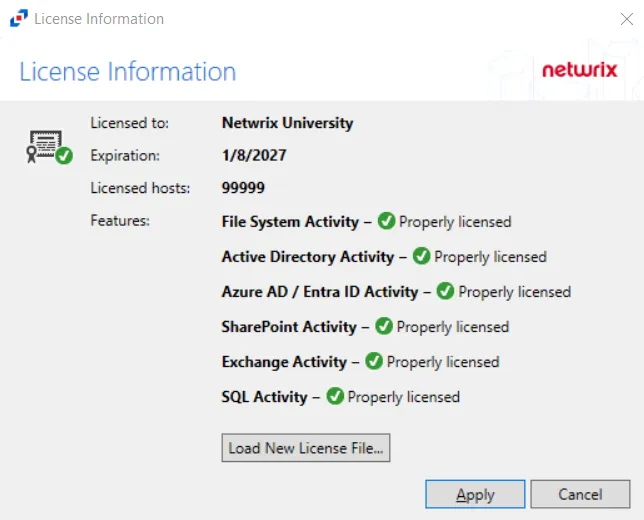 License Information
License Information
netwrix
Licensed to: Netwrix University
Expiration: 1/8/2027
Licensed hosts: 99999
Features: File System Activity – Properly licensed
Active Directory Activity – Properly licensed
Azure AD / Entra ID Activity – Properly licensed
SharePoint Activity – Properly licensed
Exchange Activity – Properly licensed
SQL Activity – Properly licensed
Load New License File...
Apply Cancel